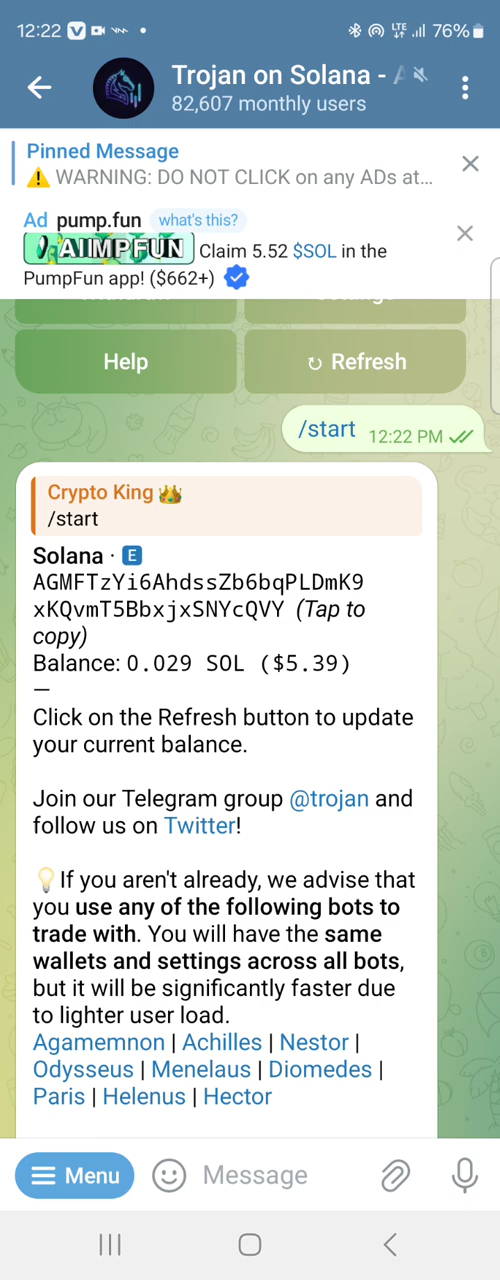 12:22 LTE 76%
Trojan on Solana -
82,607 monthly users
Pinned Message
⚠️ WARNING: DO NOT CLICK on any ADs at...
Ad pump.fun what's this?
Claim 5.52 $SOL in the
PumpFun app! ($662+)
Help ↻ Refresh
/start 12:22 PM
Crypto King 👑
/start
Solana · E
AGMFTzYi6AhdssZb6bqPLDmK9
xKQvmT5BbxjxSNYcQVY (Tap to
copy)
Balance: 0.029 SOL ($5.39)
—
Click on the Refresh button to update
your current balance.
Join our Telegram group @trojan and
follow us on Twitter!
💡If you aren't already, we advise that
you use any of the following bots to
trade with. You will have the same
wallets and settings across all bots,
but it will be significantly faster due
to lighter user load.
Agamemnon | Achilles | Nestor |
Odysseus | Menelaus | Diomedes |
Paris | Helenus | Hector
Menu Message